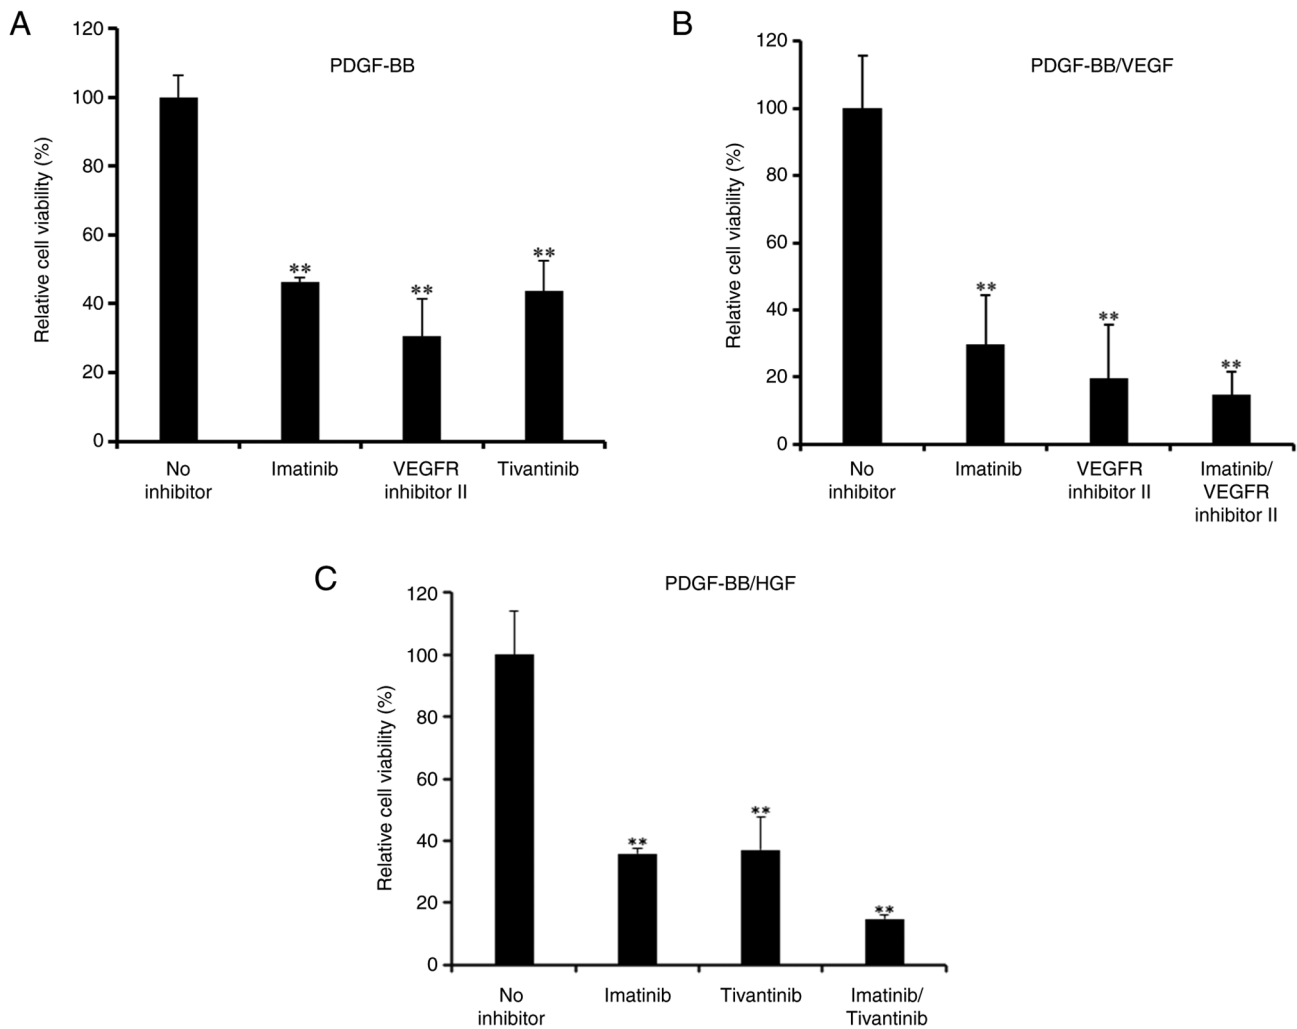 A
PDGF-BB
Relative cell viability (%)
120
100
80
60
40
20
0
**
**
**
No
inhibitor
Imatinib
VEGFR
inhibitor II
Tivantinib
B
PDGF-BB/VEGF
Relative cell viability (%)
120
100
80
60
40
20
0
**
**
**
No
inhibitor
Imatinib
VEGFR
inhibitor II
Imatinib/
VEGFR
inhibitor II
C
PDGF-BB/HGF
Relative cell viability (%)
120
100
80
60
40
20
0
**
**
**
No
inhibitor
Imatinib
Tivantinib
Imatinib/
Tivantinib